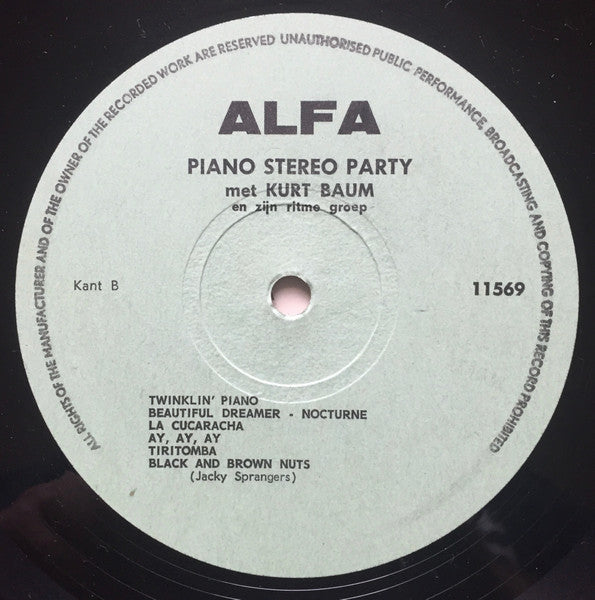 ALL RIGHTS OF THE MANUFACTURER AND OF THE OWNER OF THE RECORDED WORK ARE RESERVED UNAUTHORISED PUBLIC PERFORMANCE, BROADCASTING AND COPYING OF THIS RECORD PROHIBITED
ALFA
PIANO STEREO PARTY
met KURT BAUM
en zijn ritme groep
Kant B
11569
TWINKLIN' PIANO
BEAUTIFUL DREAMER - NOCTURNE
LA CUCARACHA
AY, AY, AY
TIRITOMBA
BLACK AND BROWN NUTS
(Jacky Sprangers)